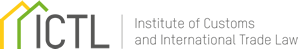 ICTL
Institute of Customs
and International Trade Law